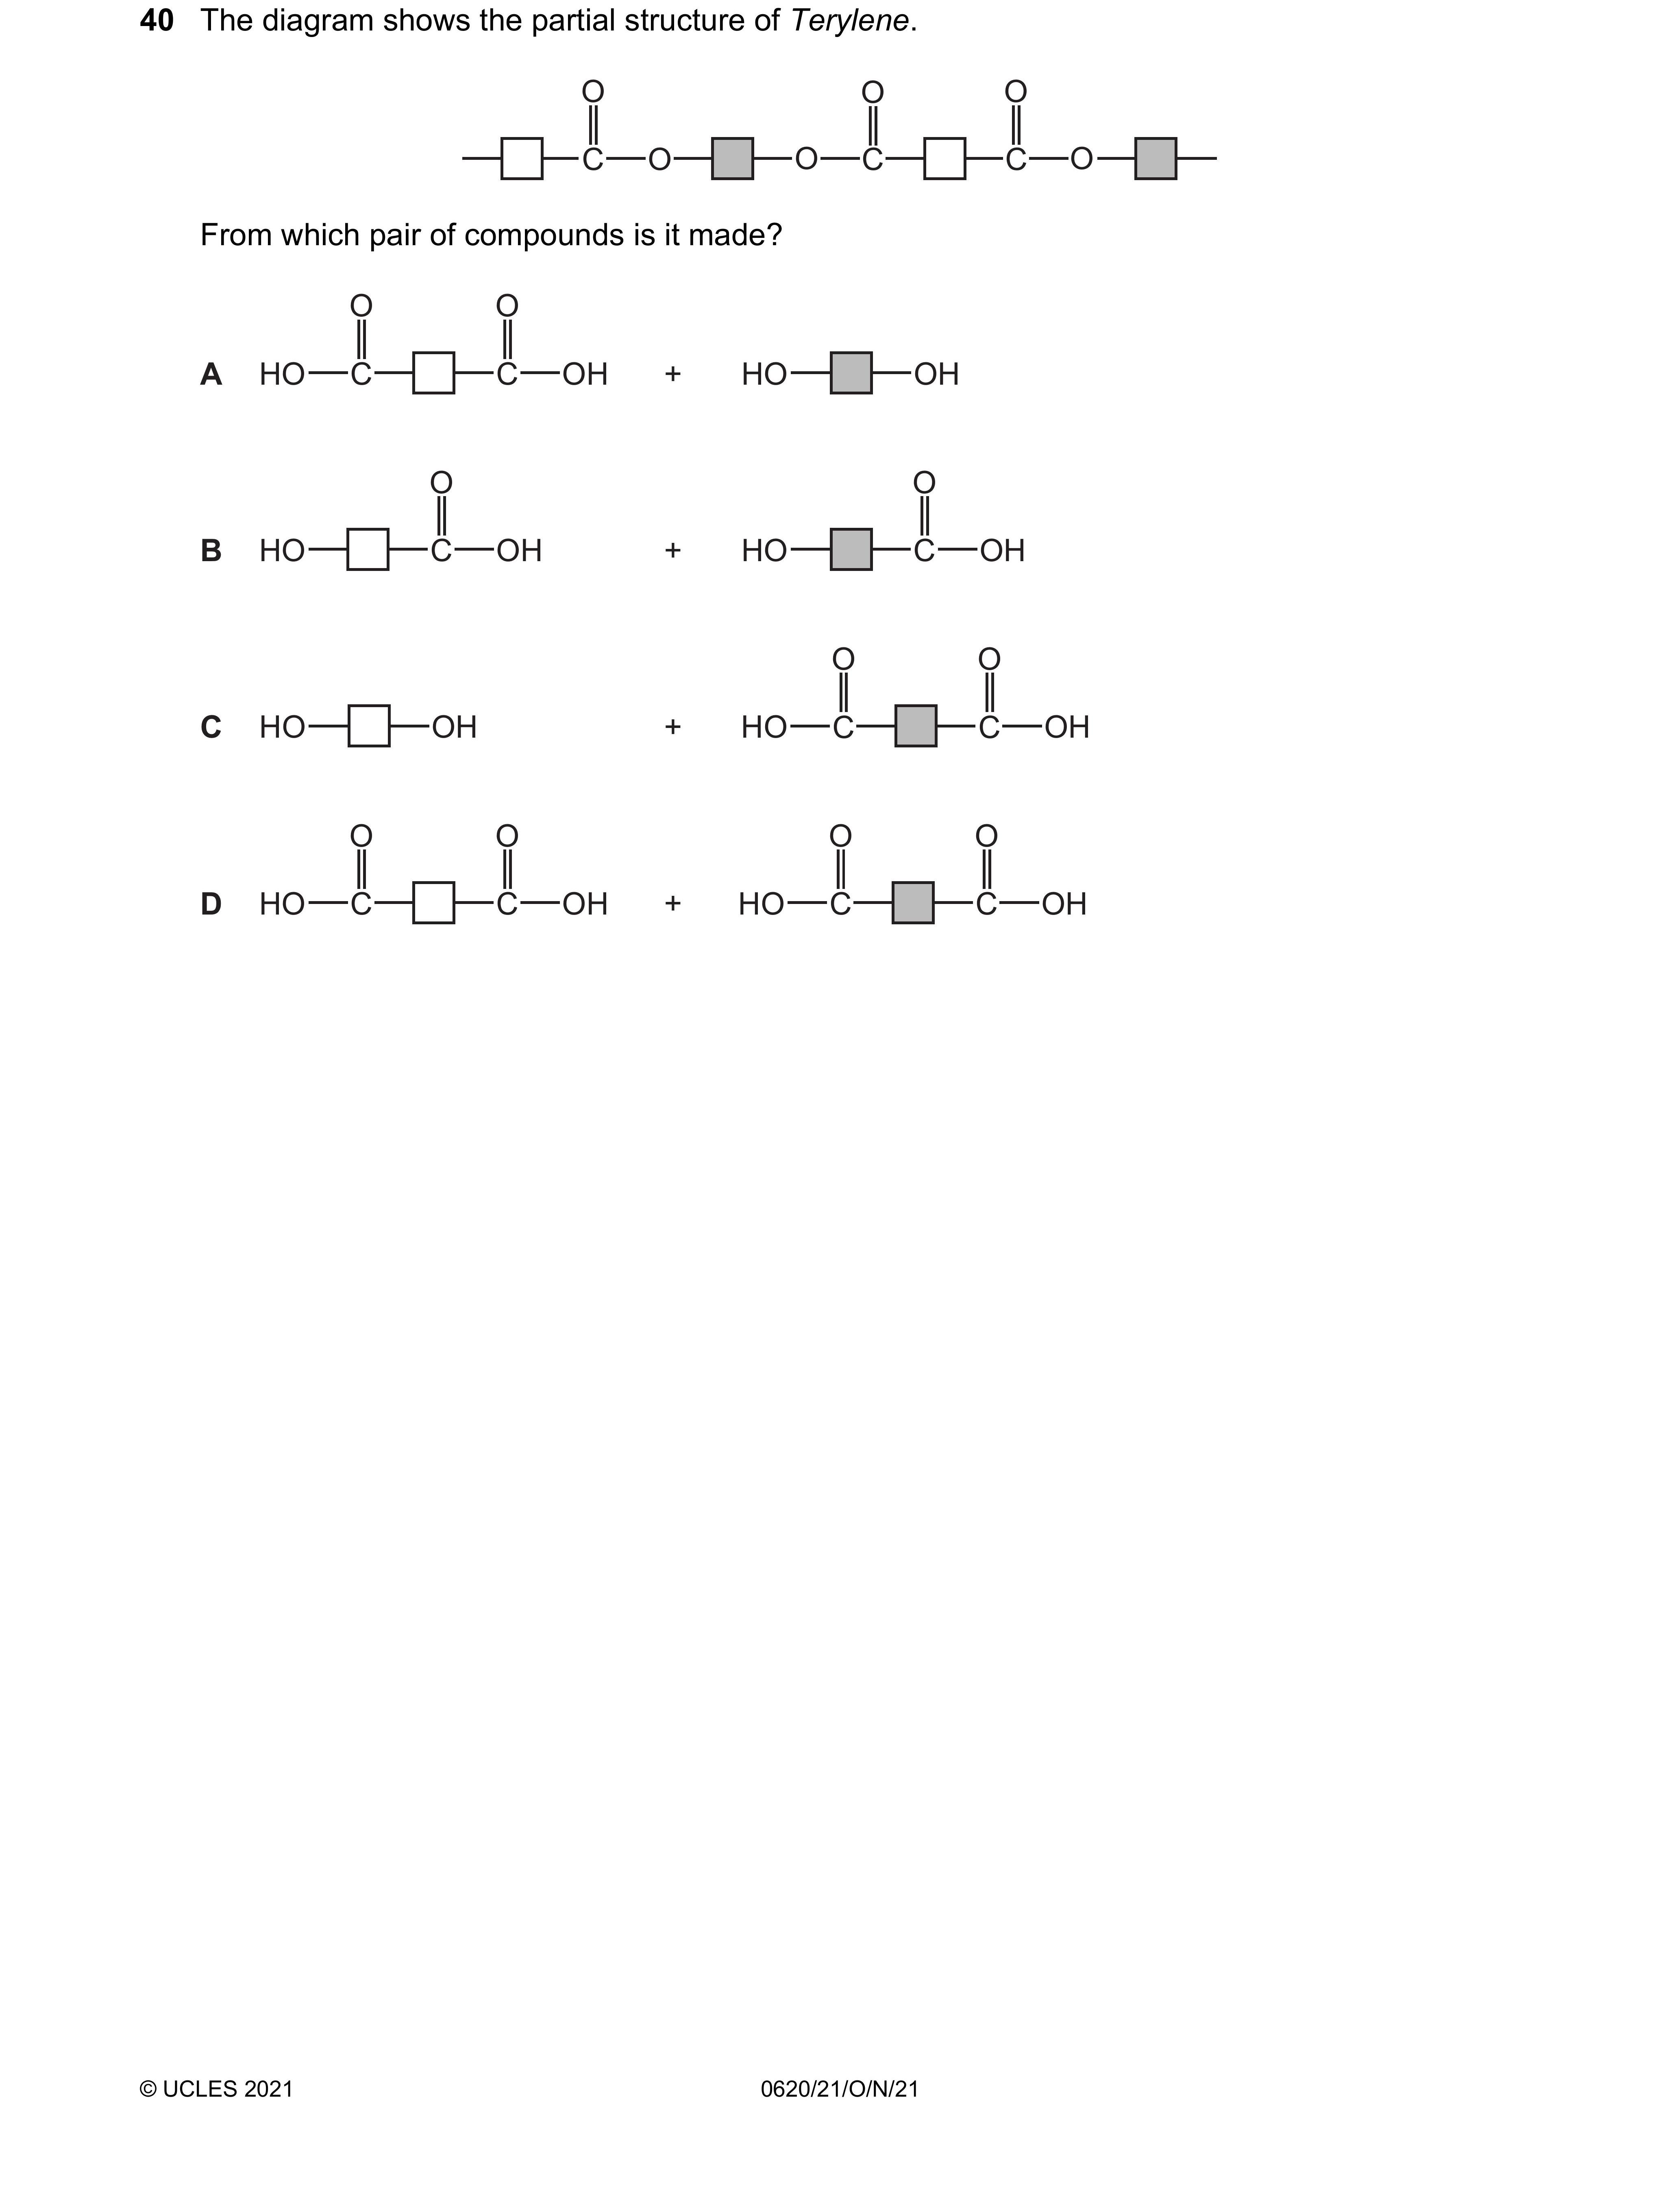 40 The diagram shows the partial structure of Terylene.
O O O
C O O C C O
From which pair of compounds is it made?
O O
A HO C C OH + HO OH
O O
B HO C OH + HO C OH
O O
C HO OH + HO C C OH
O O O O
D HO C C OH + HO C C OH
© UCLES 2021 0620/21/O/N/21